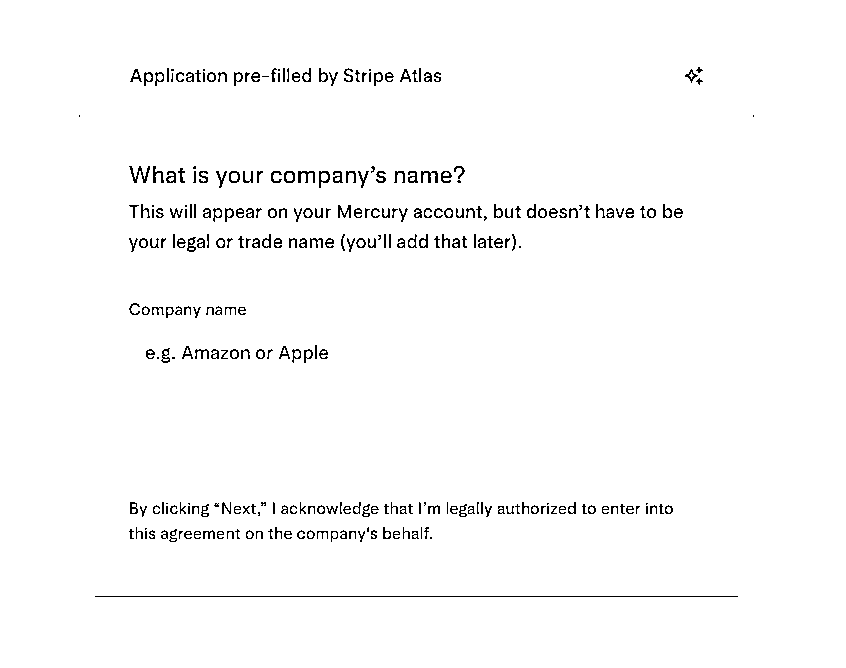 Application pre-filled by Stripe Atlas
What is your company’s name?
This will appear on your Mercury account, but doesn’t have to be
your legal or trade name (you’ll add that later).
Company name
e.g. Amazon or Apple
By clicking “Next,” I acknowledge that I’m legally authorized to enter into
this agreement on the company's behalf.